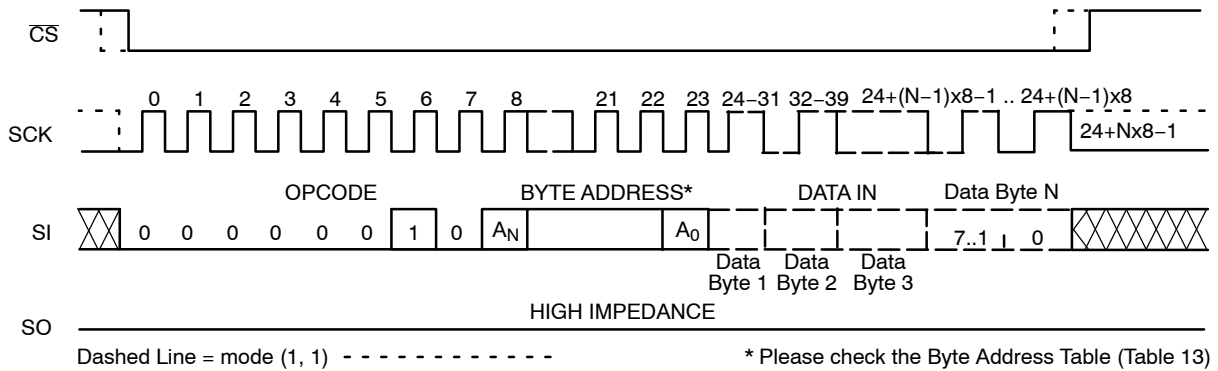 CS
0 1 2 3 4 5 6 7 8 21 22 23 24−31 32−39 24+(N−1)x8−1 .. 24+(N−1)x8
SCK
24+Nx8−1
OPCODE BYTE ADDRESS* DATA IN Data Byte N
SI 0 0 0 0 0 0 1 0 AN A0 7..1 0
Data Byte 1
Data Byte 2
Data Byte 3
HIGH IMPEDANCE
SO
Dashed Line = mode (1, 1) - - - - - - - - - - - - -
* Please check the Byte Address Table (Table 13)